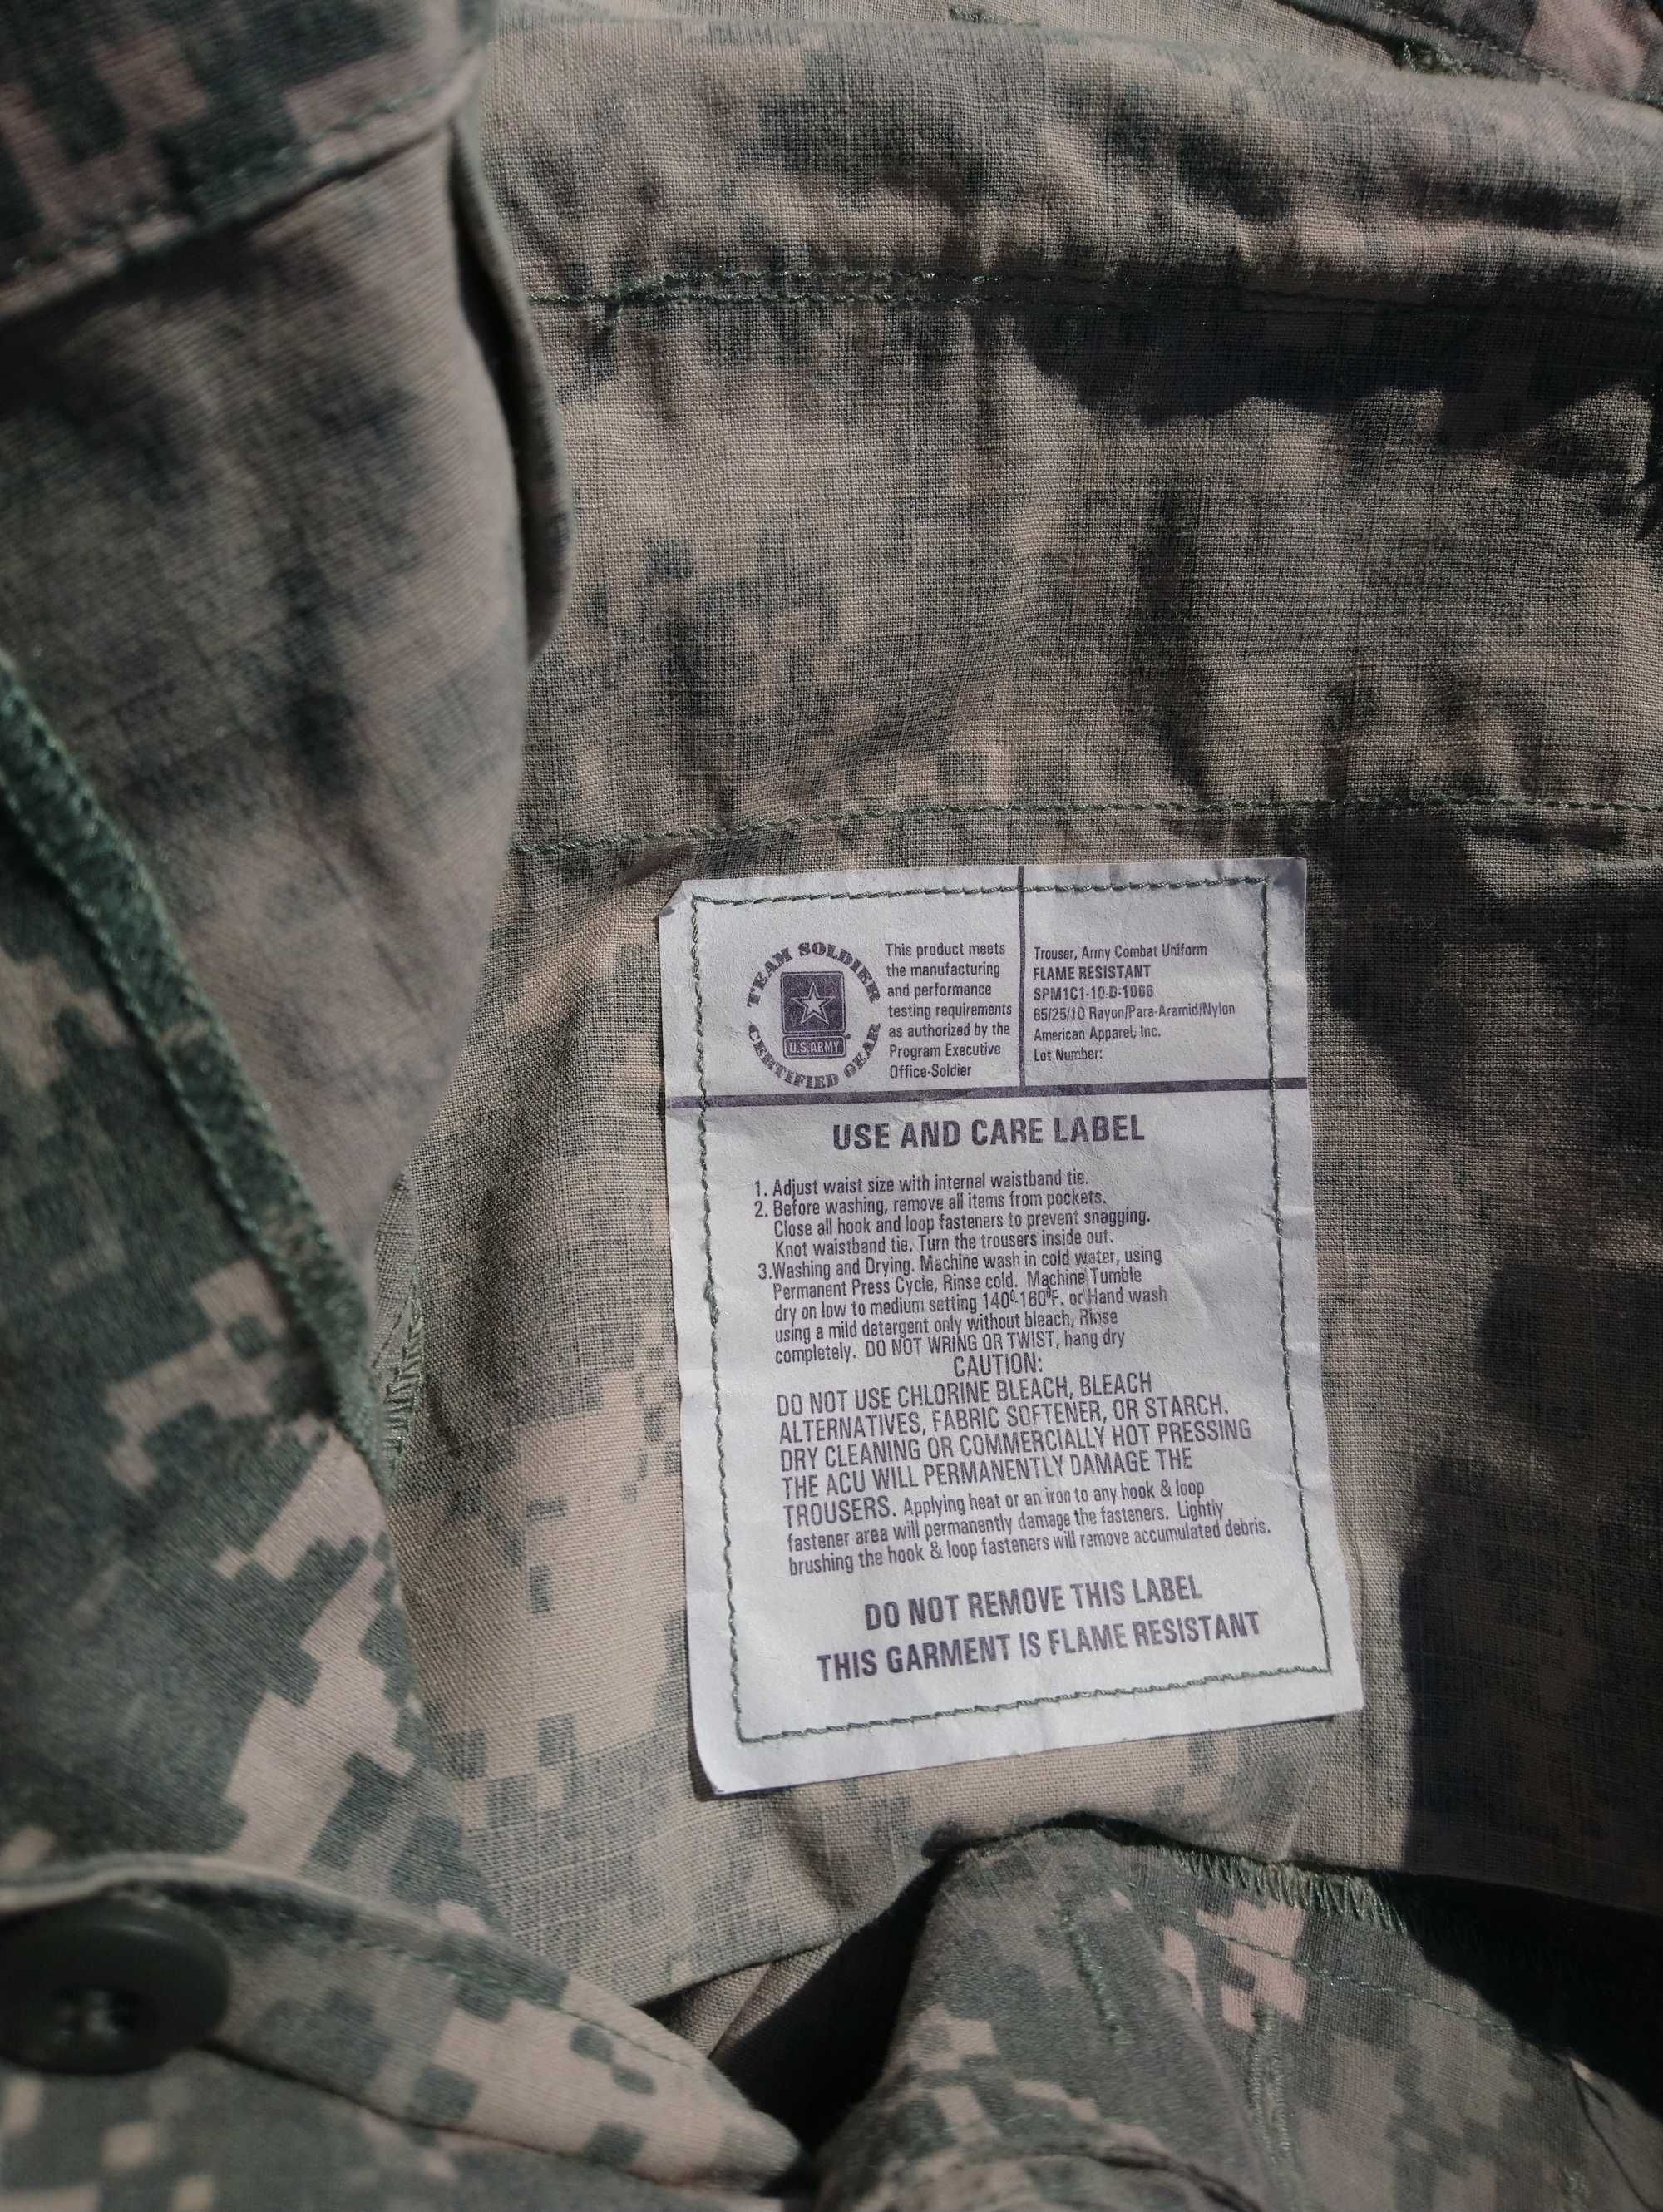 TEAM SOLDIER
U.S.ARMY
CERTIFIED GEAR
This product meets
the manufacturing
and performance
testing requirements
as authorized by the
Program Executive
Office-Soldier
Trouser, Army Combat Uniform
FLAME RESISTANT
SPM1C1-10-D-1066
65/25/10 Rayon/Para-Aramid/Nylon
American Apparel, Inc.
Lot Number:
USE AND CARE LABEL
1. Adjust waist size with internal waistband tie.
2. Before washing, remove all items from pockets.
Close all hook and loop fasteners to prevent snagging.
Knot waistband tie. Turn the trousers inside out.
3.Washing and Drying. Machine wash in cold water, using
Permanent Press Cycle, Rinse cold. Machine Tumble
dry on low to medium setting 140⁰-160⁰F. or Hand wash
using a mild detergent only without bleach, Rinse
completely. DO NOT WRING OR TWIST, hang dry
CAUTION:
DO NOT USE CHLORINE BLEACH, BLEACH
ALTERNATIVES, FABRIC SOFTENER, OR STARCH.
DRY CLEANING OR COMMERCIALLY HOT PRESSING
THE ACU WILL PERMANENTLY DAMAGE THE
TROUSERS. Applying heat or an iron to any hook & loop
fastener area will permanently damage the fasteners. Lightly
brushing the hook & loop fasteners will remove accumulated debris.
DO NOT REMOVE THIS LABEL
THIS GARMENT IS FLAME RESISTANT